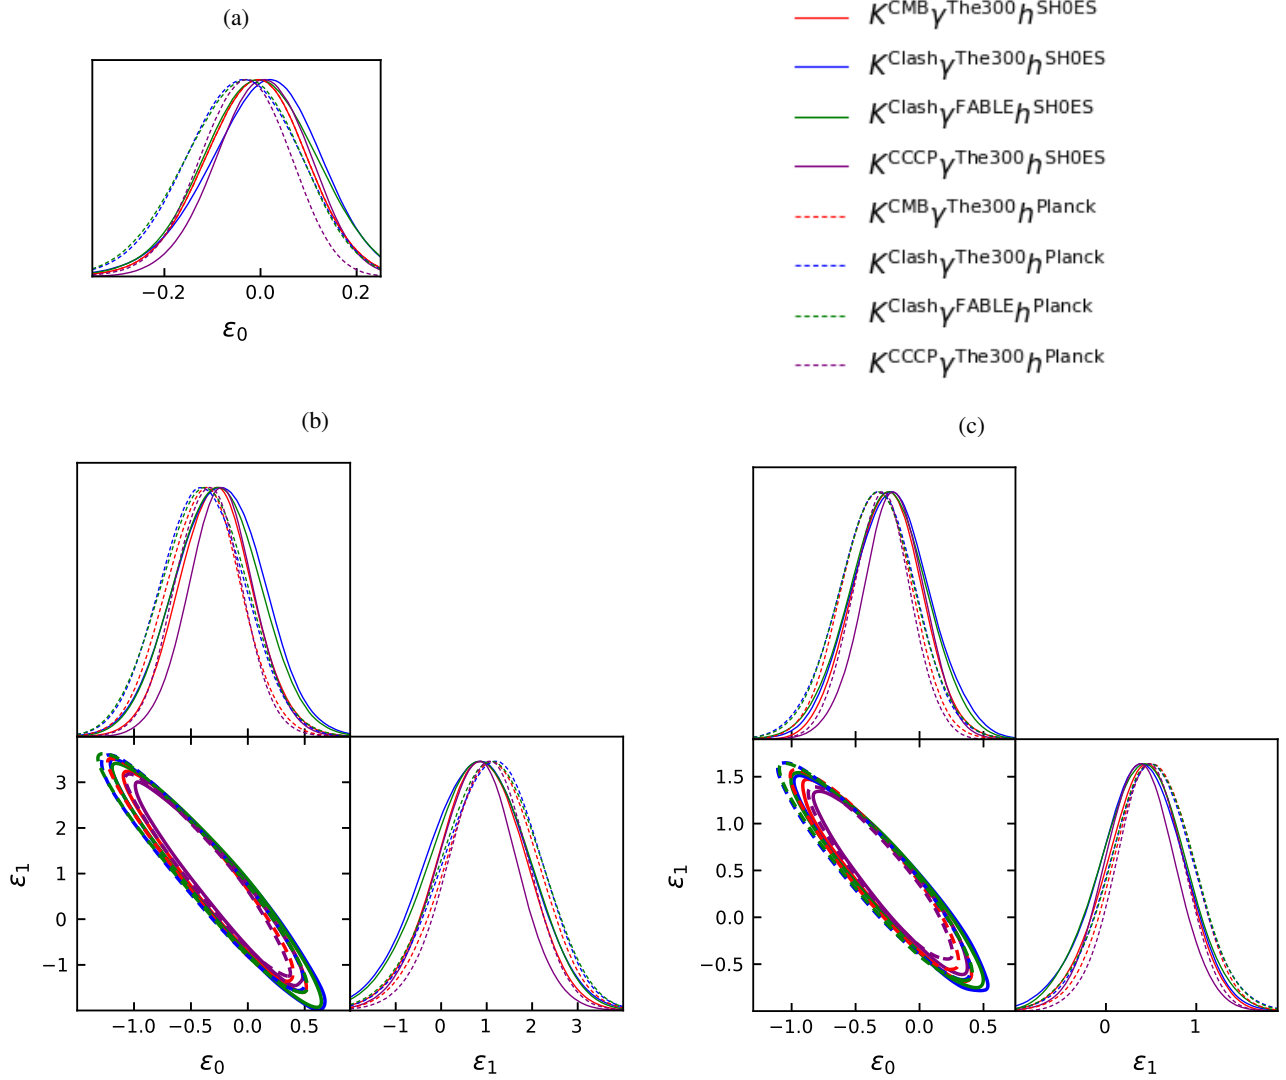 (a)
K^CMB γ^The300 h^SH0ES
K^Clash γ^The300 h^SH0ES
K^Clash γ^FABLE h^SH0ES
K^CCCP γ^The300 h^SH0ES
K^CMB γ^The300 h^Planck
K^Clash γ^The300 h^Planck
K^Clash γ^FABLE h^Planck
K^CCCP γ^The300 h^Planck
−0.2 0.0 0.2
ε₀
(b)
(c)
3
2
1
0
−1
ε₁
−1.0 −0.5 0.0 0.5
ε₀
−1 0 1 2 3
ε₁
1.5
1.0
0.5
0.0
−0.5
ε₁
−1.0 −0.5 0.0 0.5
ε₀
0 1
ε₁